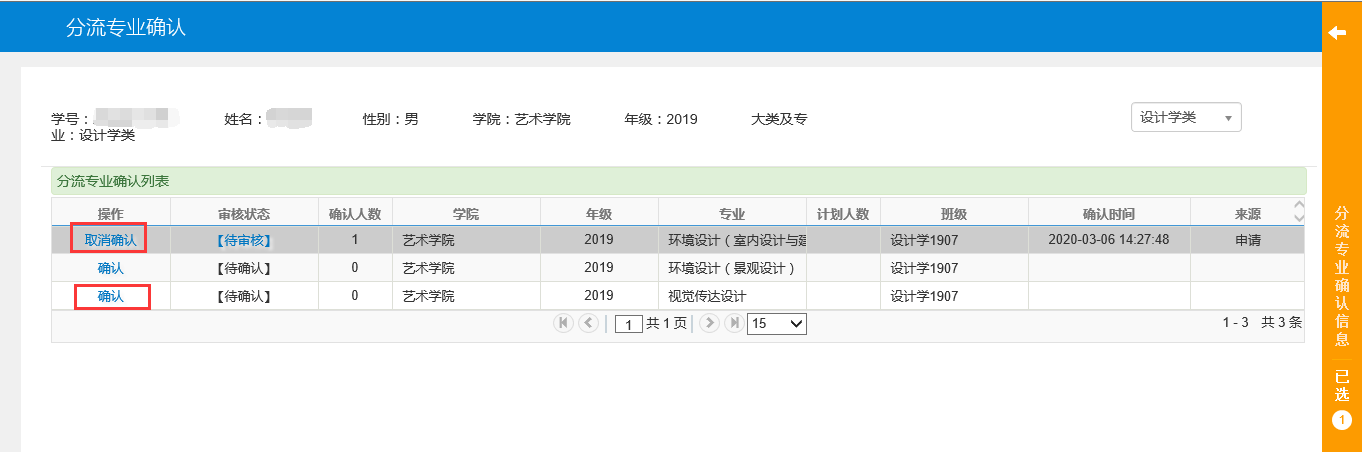 分流专业确认
学号： 姓名： 性别：男 学院：艺术学院 年级：2019 大类及专
业：设计学类
设计学类
分流专业确认列表
操作 审核状态 确认人数 学院 年级 专业 计划人数 班级 确认时间 来源
取消确认 【待审核】 1 艺术学院 2019 环境设计（室内设计与建 设计学1907 2020-03-06 14:27:48 申请
确认 【待确认】 0 艺术学院 2019 环境设计（景观设计） 设计学1907
确认 【待确认】 0 艺术学院 2019 视觉传达设计 设计学1907
1 共 1 页 15 1 - 3 共 3 条
分流专业确认信息
已选
1